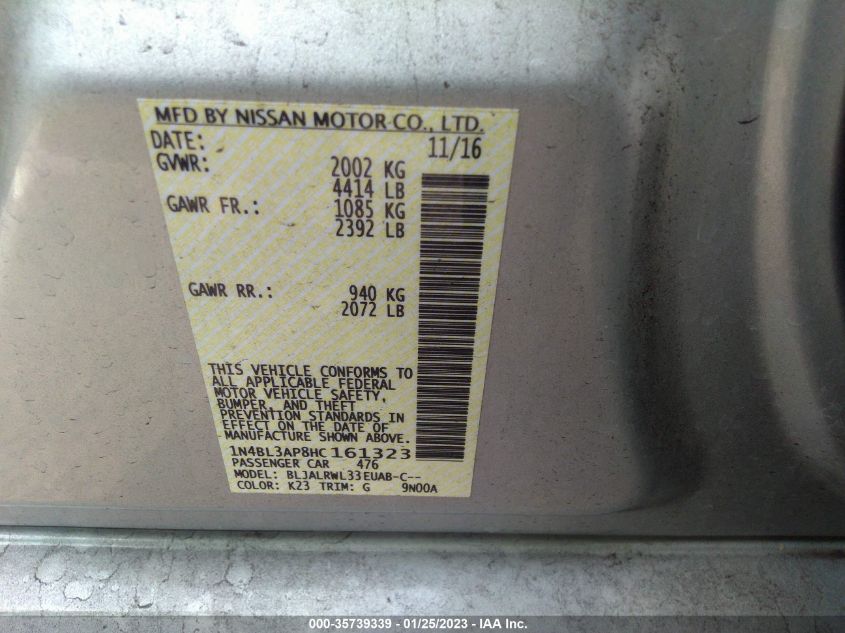 MFD BY NISSAN MOTOR CO., LTD.
DATE: 11/16
GVWR: 2002 KG
4414 LB
GAWR FR.: 1085 KG
2392 LB
GAWR RR.: 940 KG
2072 LB
THIS VEHICLE CONFORMS TO
ALL APPLICABLE FEDERAL
MOTOR VEHICLE SAFETY,
BUMPER, AND THEFT
PREVENTION STANDARDS IN
EFFECT ON THE DATE OF
MANUFACTURE SHOWN ABOVE.
1N4BL3AP8HC161323
PASSENGER CAR 476
MODEL: BLJALRWL33EUAB-C--
COLOR: K23 TRIM: G 9N00A
000-35739339 - 01/25/2023 - IAA Inc.